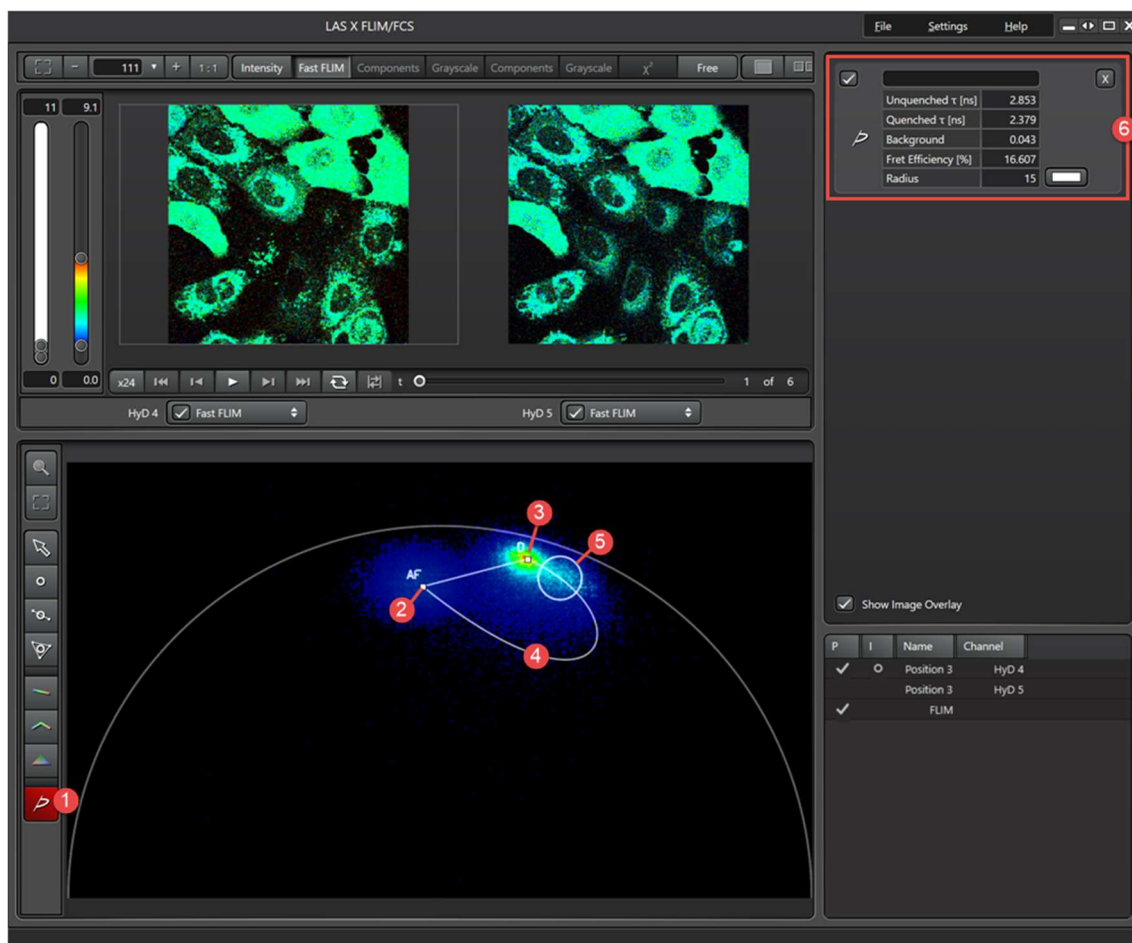 LAS X FLIM/FCS
File Settings Help
111 1:1 Intensity Fast FLIM Components Grayscale Components Grayscale χ² Free
11 9.1
0 0.0
x24 t 1 of 6
HyD 4 Fast FLIM HyD 5 Fast FLIM
X
Unquenched τ [ns] 2.853
Quenched τ [ns] 2.379
Background 0.043
Fret Efficiency [%] 16.607
Radius 15
6
3
D
5
AF
2
4
1
Show Image Overlay
P I Name Channel
Position 3 HyD 4
Position 3 HyD 5
FLIM